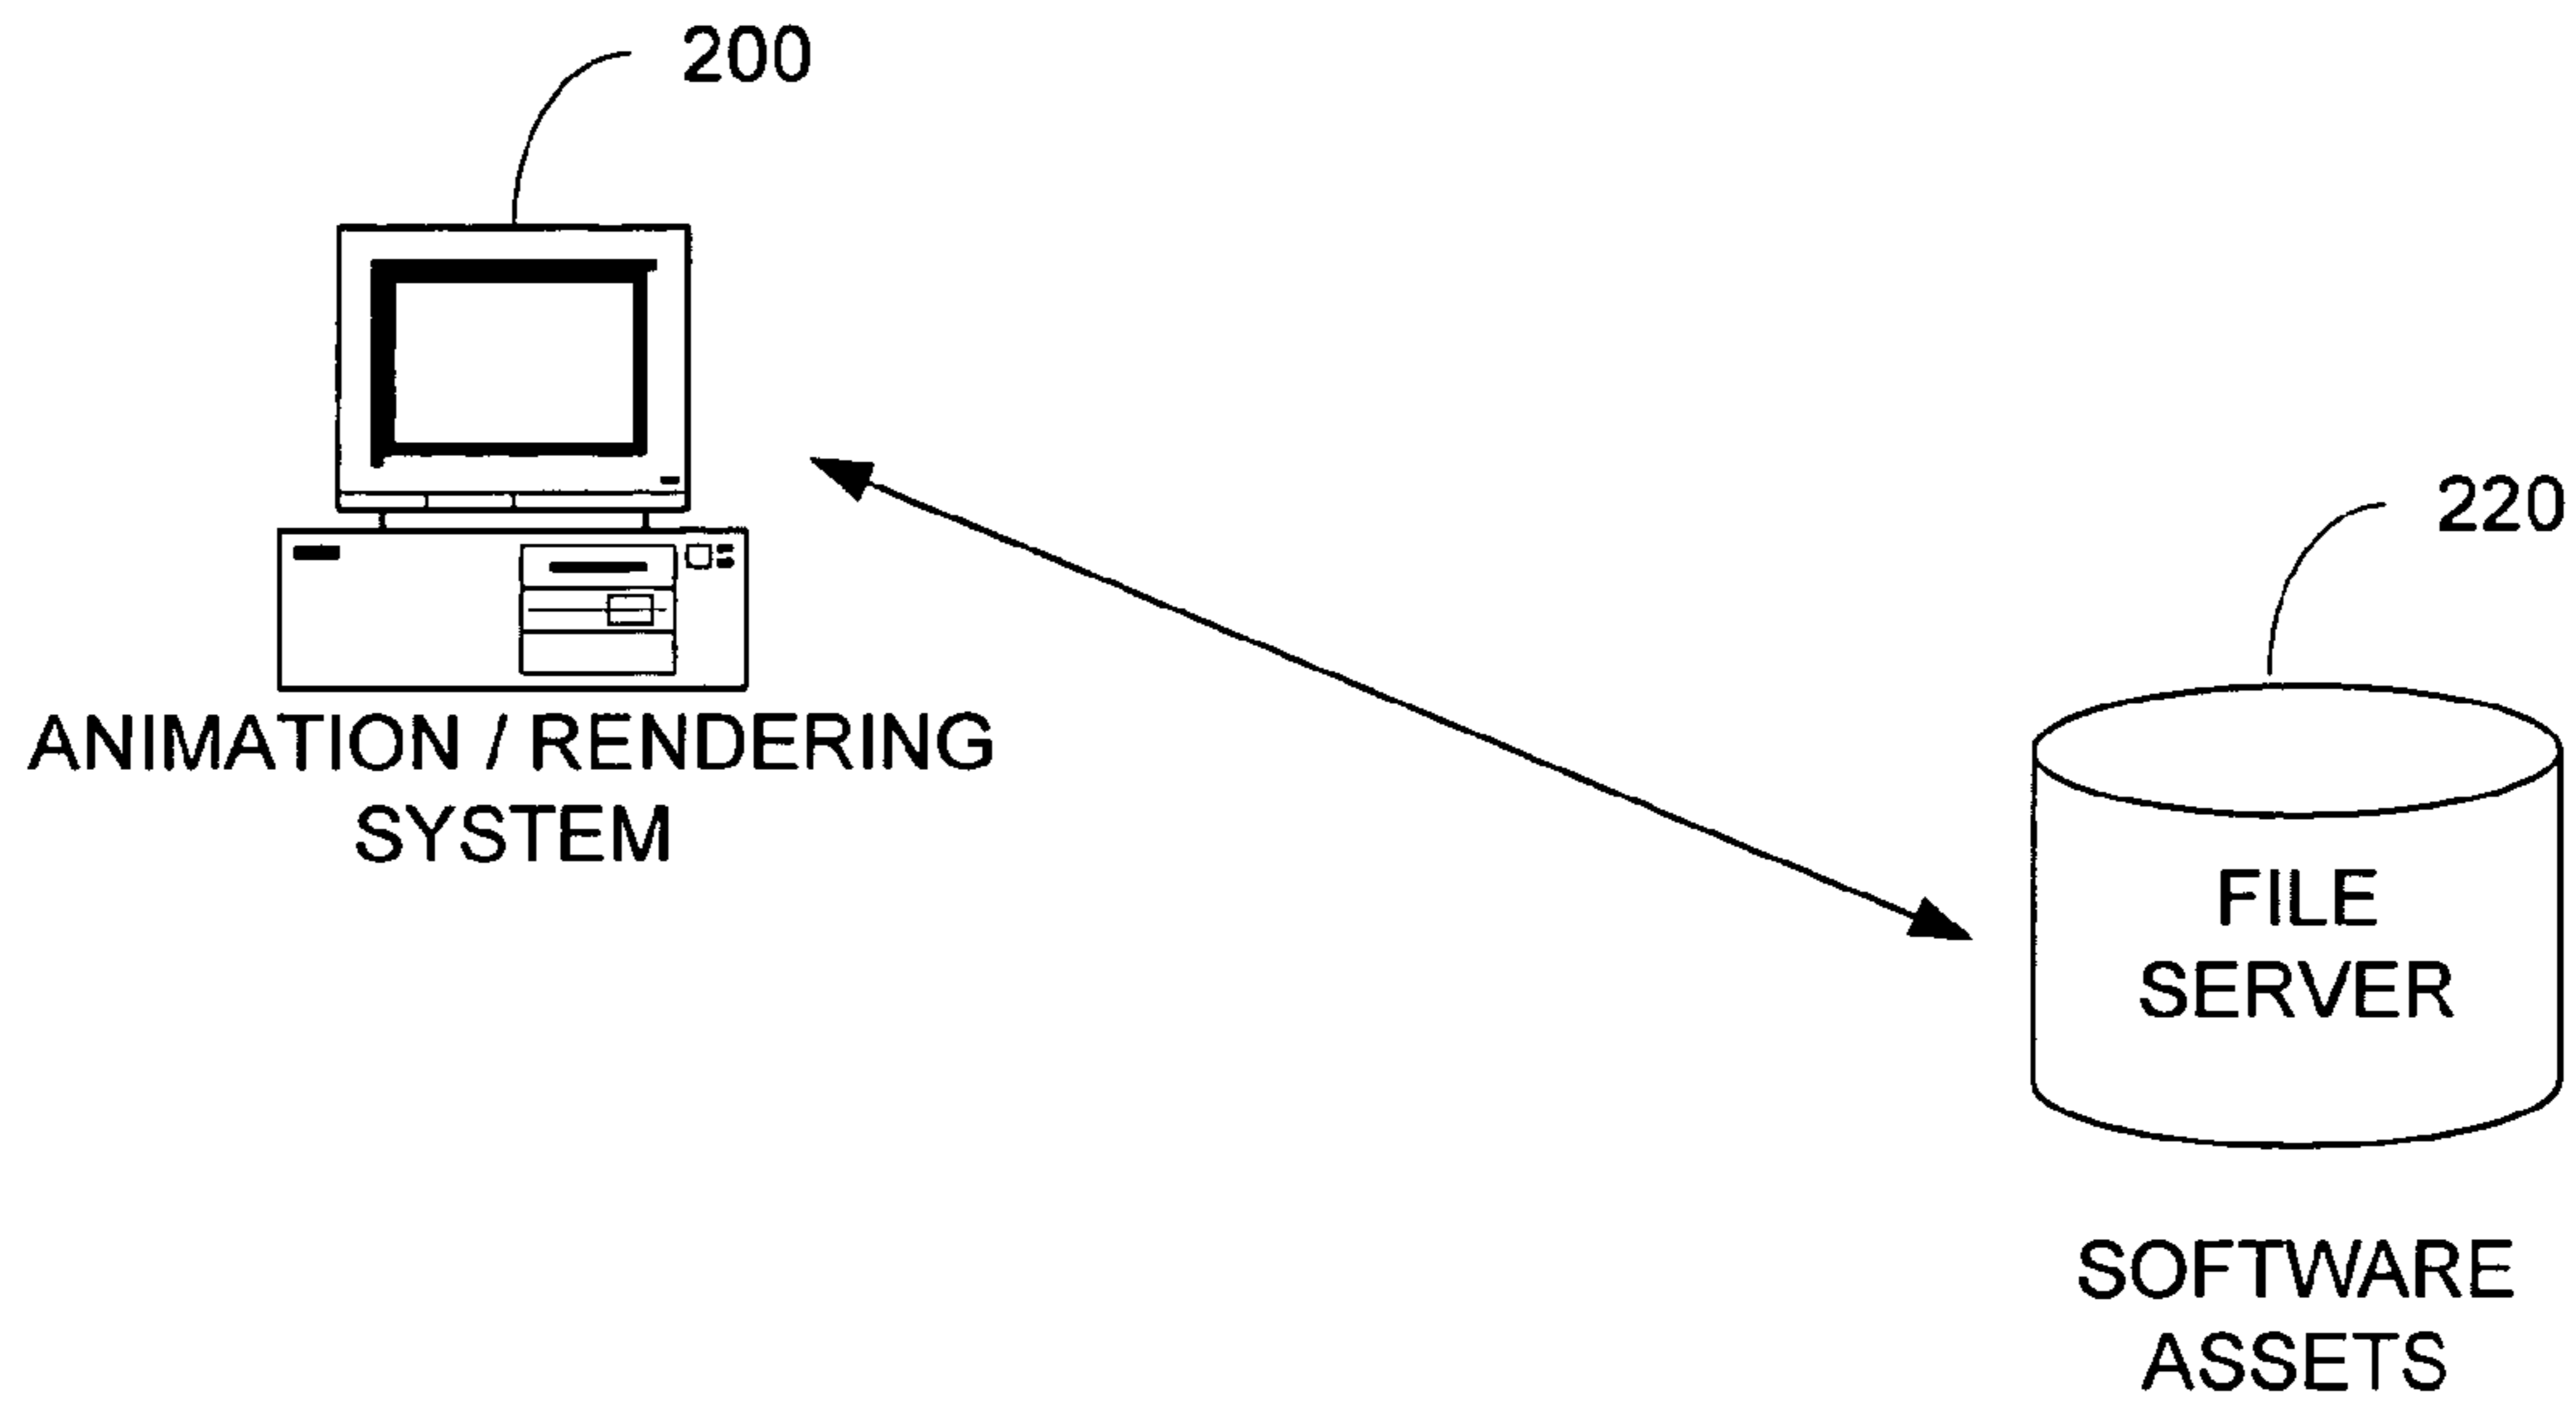 200
ANIMATION / RENDERING
SYSTEM
220
FILE
SERVER
SOFTWARE
ASSETS